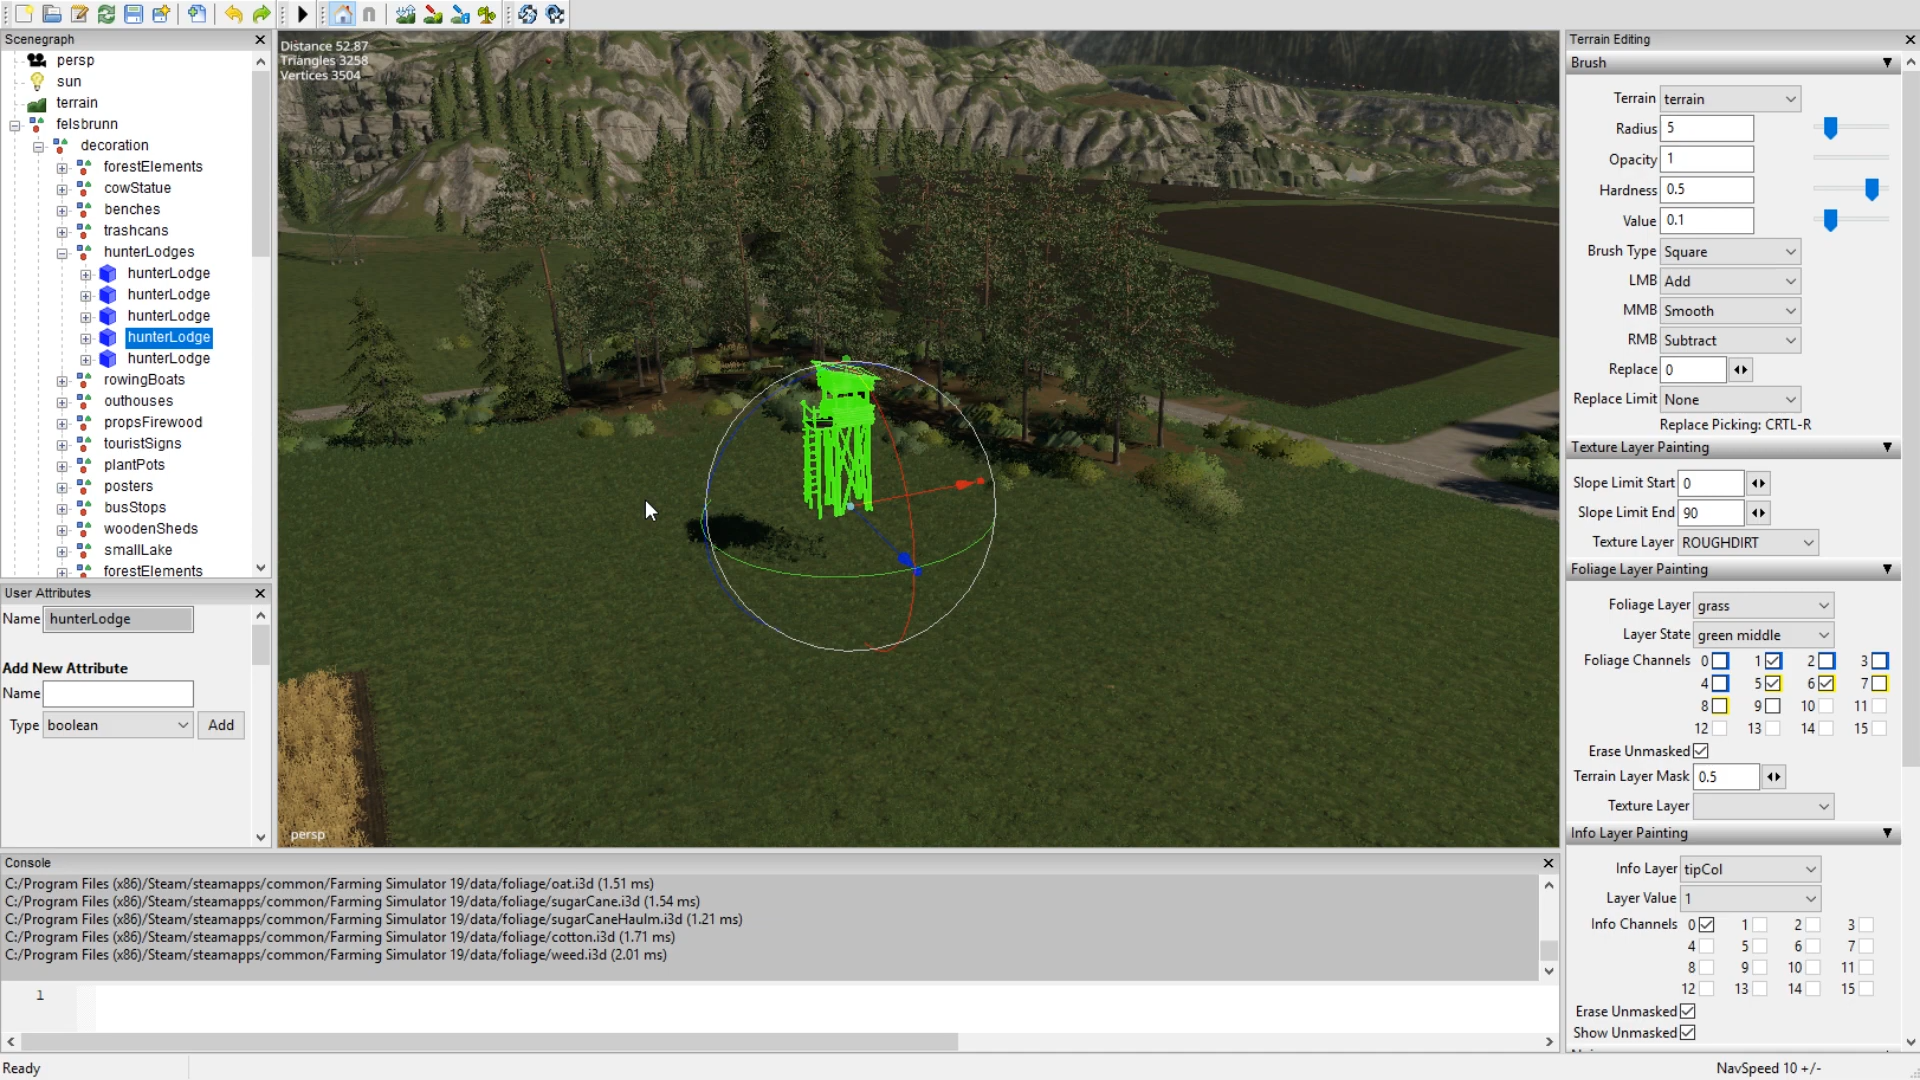 Scenegraph
persp
sun
terrain
felsbrunn
decoration
forestElements
cowStatue
benches
trashcans
hunterLodges
hunterLodge
hunterLodge
hunterLodge
hunterLodge
hunterLodge
rowingBoats
outhouses
propsFirewood
touristSigns
plantPots
posters
busStops
woodenSheds
smallLake
forestElements
User Attributes
Name hunterLodge
Add New Attribute
Name
Type boolean Add
Distance 52.87
Triangles 3258
Vertices 3504
persp
Console
C:/Program Files (x86)/Steam/steamapps/common/Farming Simulator 19/data/foliage/oat.i3d (1.51 ms)
C:/Program Files (x86)/Steam/steamapps/common/Farming Simulator 19/data/foliage/sugarCane.i3d (1.54 ms)
C:/Program Files (x86)/Steam/steamapps/common/Farming Simulator 19/data/foliage/sugarCaneHaulm.i3d (1.21 ms)
C:/Program Files (x86)/Steam/steamapps/common/Farming Simulator 19/data/foliage/cotton.i3d (1.71 ms)
C:/Program Files (x86)/Steam/steamapps/common/Farming Simulator 19/data/foliage/weed.i3d (2.01 ms)
1
Terrain Editing
Brush
Terrain terrain
Radius 5
Opacity 1
Hardness 0.5
Value 0.1
Brush Type Square
LMB Add
MMB Smooth
RMB Subtract
Replace 0
Replace Limit None
Replace Picking: CRTL-R
Texture Layer Painting
Slope Limit Start 0
Slope Limit End 90
Texture Layer ROUGHDIRT
Foliage Layer Painting
Foliage Layer grass
Layer State green middle
Foliage Channels 0 1 2 3
4 5 6 7
8 9 10 11
12 13 14 15
Erase Unmasked
Terrain Layer Mask 0.5
Texture Layer
Info Layer Painting
Info Layer tipCol
Layer Value 1
Info Channels 0 1 2 3
4 5 6 7
8 9 10 11
12 13 14 15
Erase Unmasked
Show Unmasked
Ready
NavSpeed 10 +/-